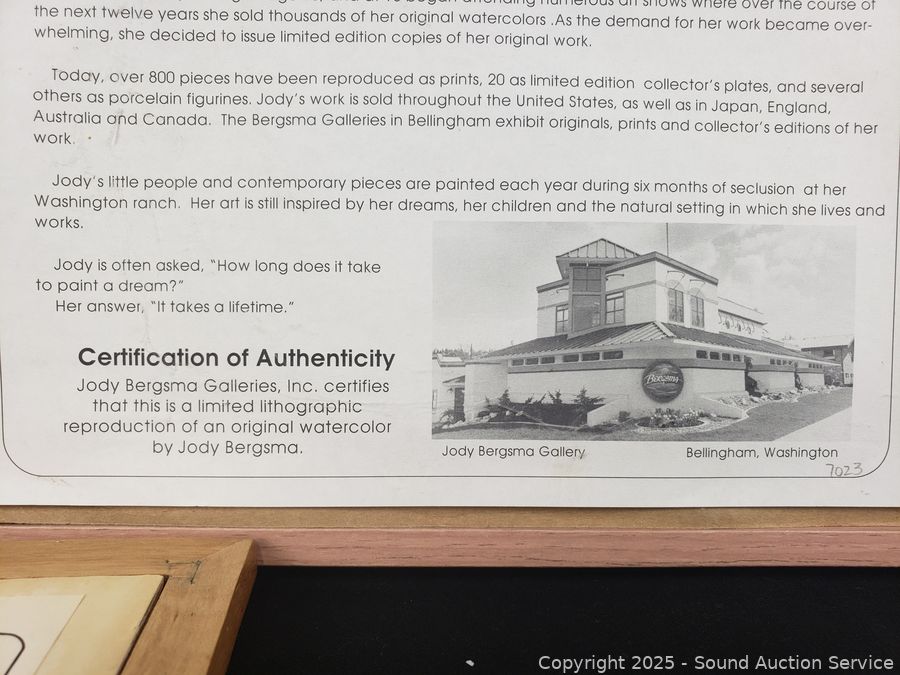 attending numerous art shows where over the course of
the next twelve years she sold thousands of her original watercolors .As the demand for her work became over-
whelming, she decided to issue limited edition copies of her original work.
Today, over 800 pieces have been reproduced as prints, 20 as limited edition collector's plates, and several
others as porcelain figurines. Jody's work is sold throughout the United States, as well as in Japan, England,
Australia and Canada. The Bergsma Galleries in Bellingham exhibit originals, prints and collector's editions of her
work.
Jody's little people and contemporary pieces are painted each year during six months of seclusion at her
Washington ranch. Her art is still inspired by her dreams, her children and the natural setting in which she lives and
works.
Jody is often asked, "How long does it take
to paint a dream?"
Her answer, "It takes a lifetime."
Certification of Authenticity
Jody Bergsma Galleries, Inc. certifies
that this is a limited lithographic
reproduction of an original watercolor
by Jody Bergsma.
Bergsma
Jody Bergsma Gallery
Bellingham, Washington
7023
Copyright 2025 - Sound Auction Service